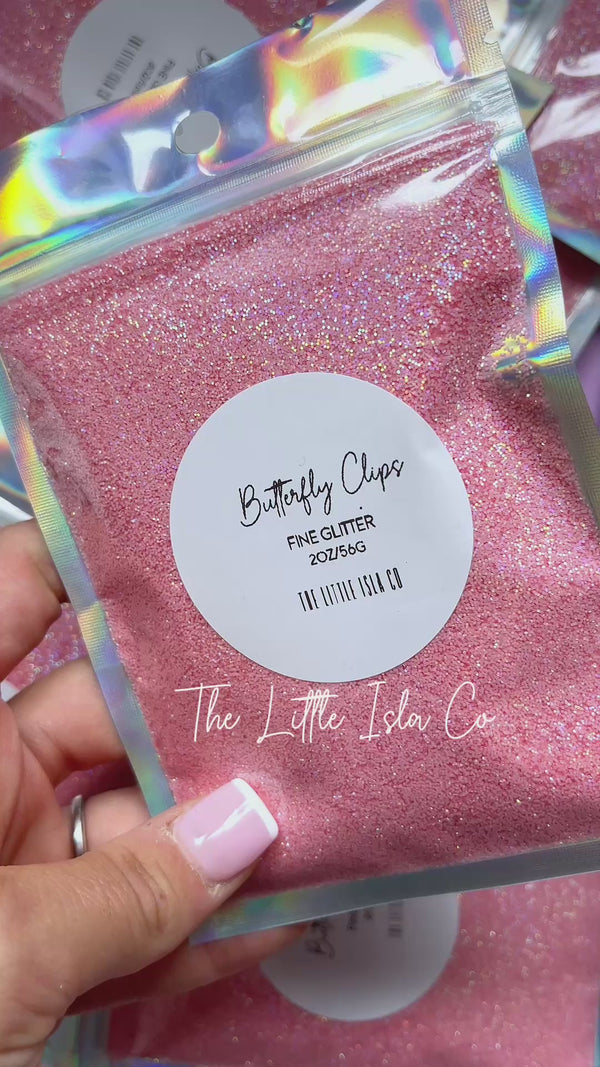 Butterfly Clips
FINE GLITTER
2OZ/56G
THE LITTLE ISLA CO
The Little Isla Co